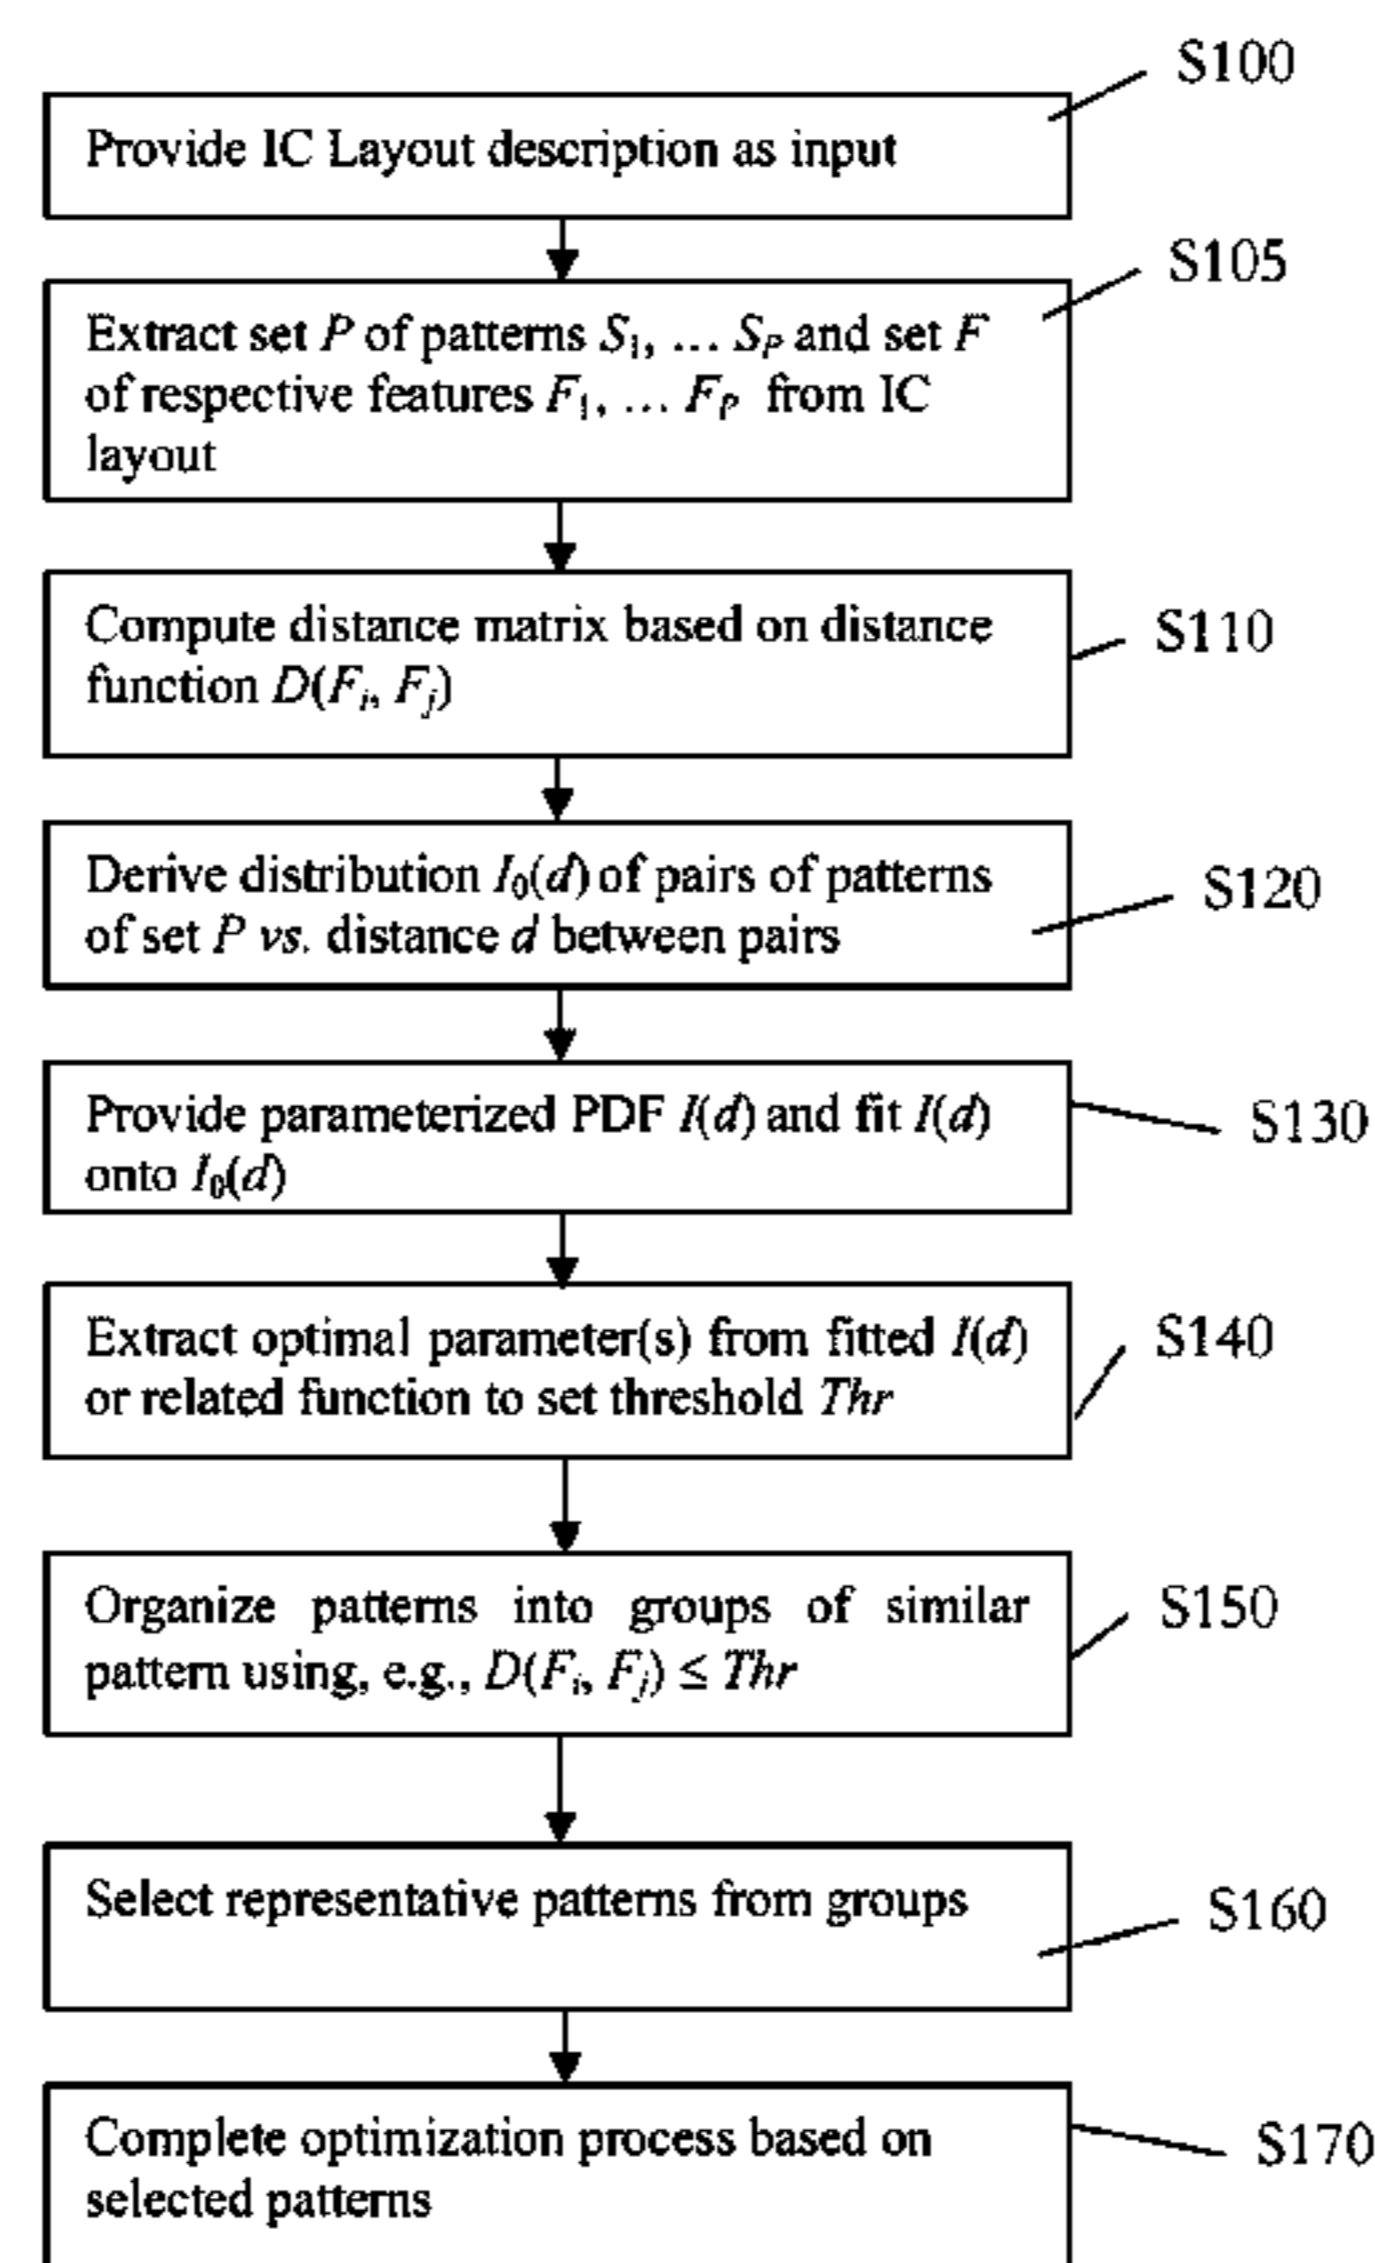 S100
Provide IC Layout description as input
S105
Extract set P of patterns S₁, … Sₚ and set F
of respective features F₁, … Fₚ from IC
layout
S110
Compute distance matrix based on distance
function D(Fᵢ, Fⱼ)
S120
Derive distribution I₀(d) of pairs of patterns
of set P vs. distance d between pairs
S130
Provide parameterized PDF I(d) and fit I(d)
onto I₀(d)
S140
Extract optimal parameter(s) from fitted I(d)
or related function to set threshold Thr
S150
Organize patterns into groups of similar
pattern using, e.g., D(Fᵢ, Fⱼ) ≤ Thr
S160
Select representative patterns from groups
S170
Complete optimization process based on
selected patterns